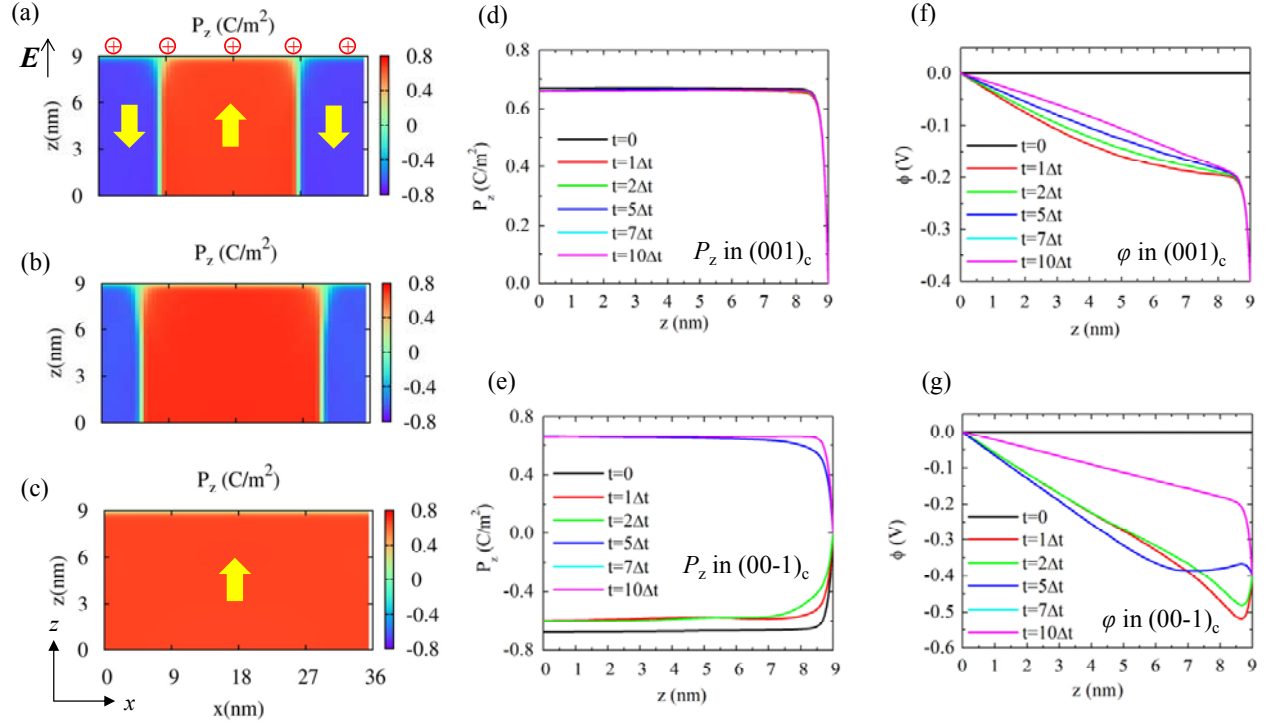 (a)
P_z (C/m²)
E
⊕ ⊕ ⊕ ⊕ ⊕
z(nm)
9
6
3
0
0.8
0.4
0
-0.4
-0.8
(b)
P_z (C/m²)
z(nm)
9
6
3
0
0.8
0.4
0
-0.4
-0.8
(c)
P_z (C/m²)
z(nm)
9
6
3
0
0.8
0.4
0
-0.4
-0.8
z
x
0 9 18 27 36
x(nm)
(d)
P_z (C/m²)
0.8
0.6
0.4
0.2
0.0
t=0
t=1Δt
t=2Δt
t=5Δt
t=7Δt
t=10Δt
P_z in (001)_c
0 1 2 3 4 5 6 7 8 9
z (nm)
(e)
P_z (C/m²)
0.8
0.4
0.0
-0.4
-0.8
t=0
t=1Δt
t=2Δt
t=5Δt
t=7Δt
t=10Δt
P_z in (00-1)_c
0 1 2 3 4 5 6 7 8 9
z (nm)
(f)
ϕ (V)
0.0
-0.1
-0.2
-0.3
-0.4
t=0
t=1Δt
t=2Δt
t=5Δt
t=7Δt
t=10Δt
φ in (001)_c
0 1 2 3 4 5 6 7 8 9
z (nm)
(g)
ϕ (V)
0.0
-0.1
-0.2
-0.3
-0.4
-0.5
-0.6
t=0
t=1Δt
t=2Δt
t=5Δt
t=7Δt
t=10Δt
φ in (00-1)_c
0 1 2 3 4 5 6 7 8 9
z (nm)